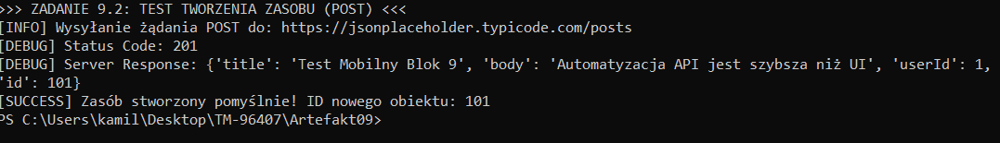 >>> ZADANIE 9.2: TEST TWORZENIA ZASOBU (POST) <<<
[INFO] Wysyłanie żądania POST do: https://jsonplaceholder.typicode.com/posts
[DEBUG] Status Code: 201
[DEBUG] Server Response: {'title': 'Test Mobilny Blok 9', 'body': 'Automatyzacja API jest szybsza niż UI', 'userId': 1,
'id': 101}
[SUCCESS] Zasób stworzony pomyślnie! ID nowego obiektu: 101
PS C:\Users\kamil\Desktop\TM-96407\Artefakt09>